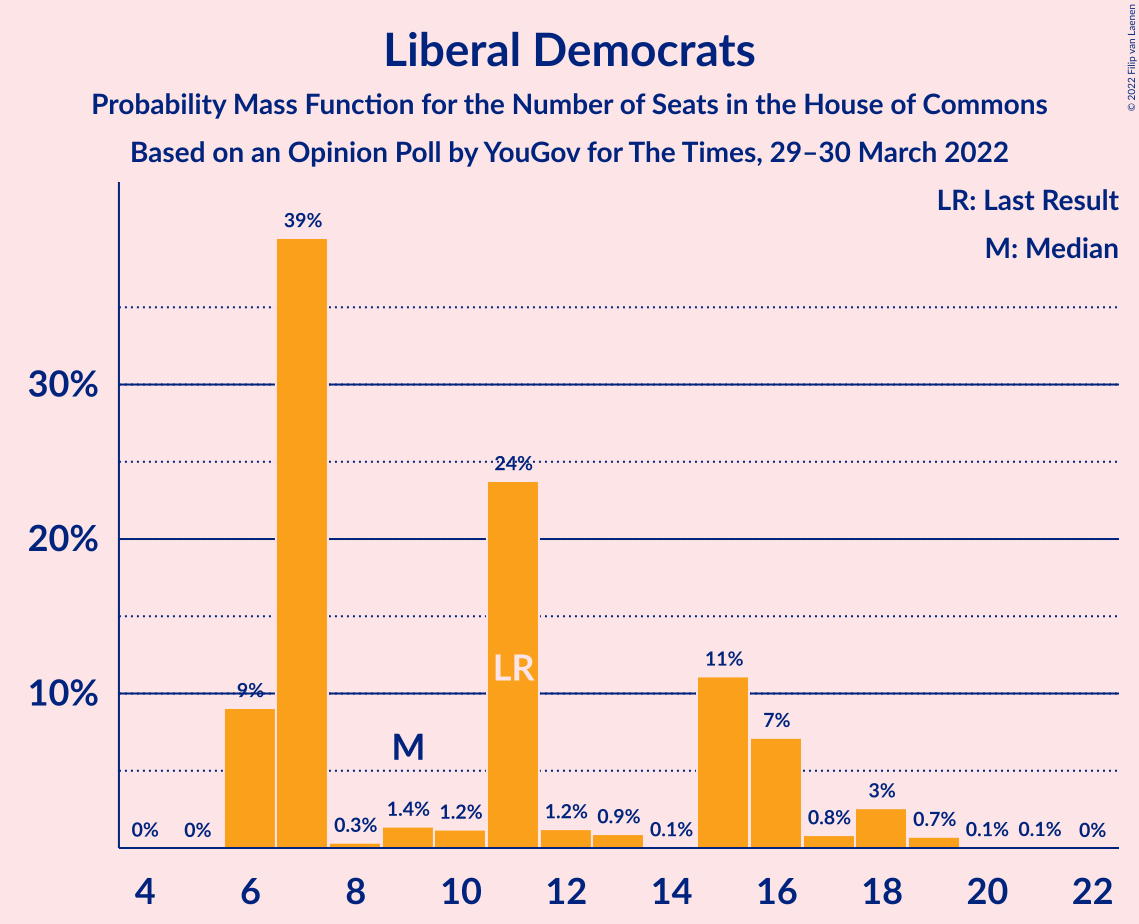 Liberal Democrats
Probability Mass Function for the Number of Seats in the House of Commons
Based on an Opinion Poll by YouGov for The Times, 29–30 March 2022
© 2022 Filip van Laenen
LR: Last Result
M: Median
30%
20%
10%
0%
0%
9%
39%
0.3%
1.4%
1.2%
24%
1.2%
0.9%
0.1%
11%
7%
0.8%
3%
0.7%
0.1%
0.1%
0%
M
LR
4 6 8 10 12 14 16 18 20 22